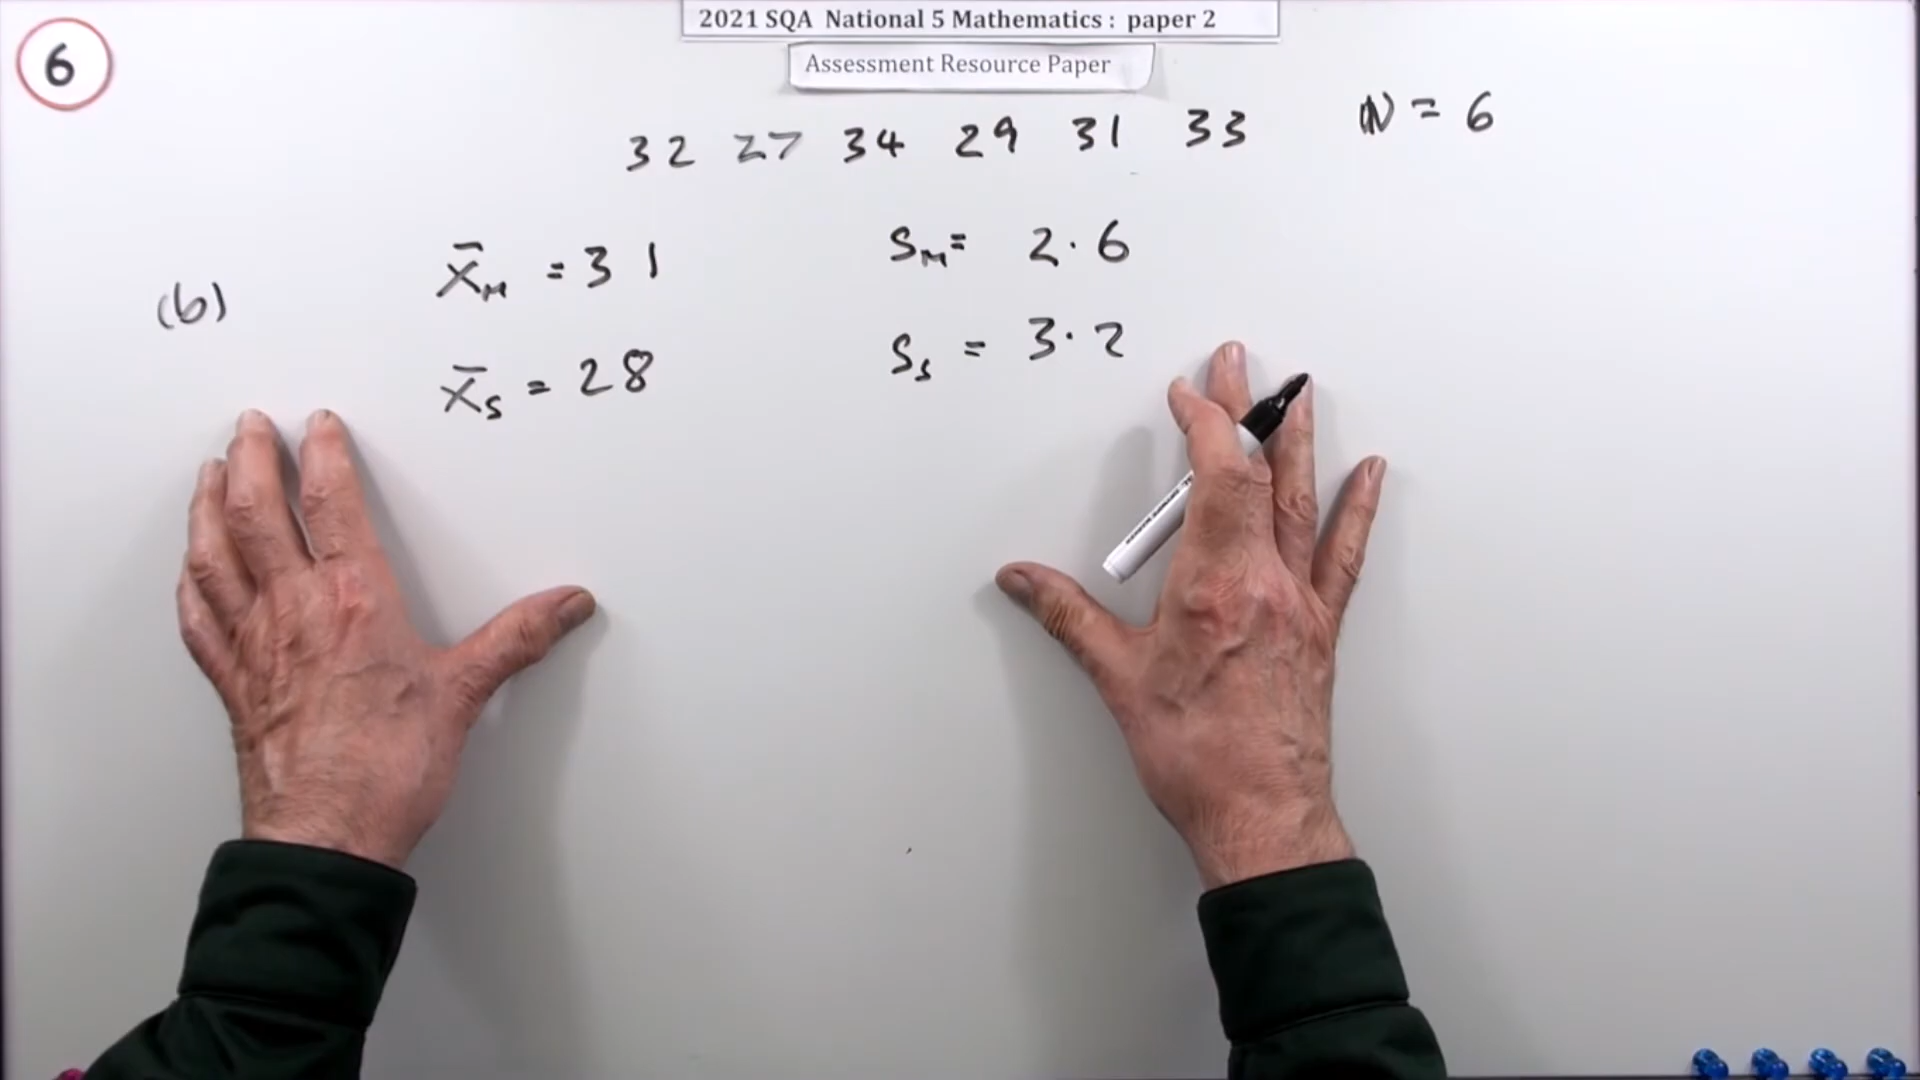 6
2021 SQA National 5 Mathematics : paper 2
Assessment Resource Paper
32 27 34 29 31 33 N = 6
(b)
x̄M = 31 SM = 2·6
x̄S = 28 SS = 3·2